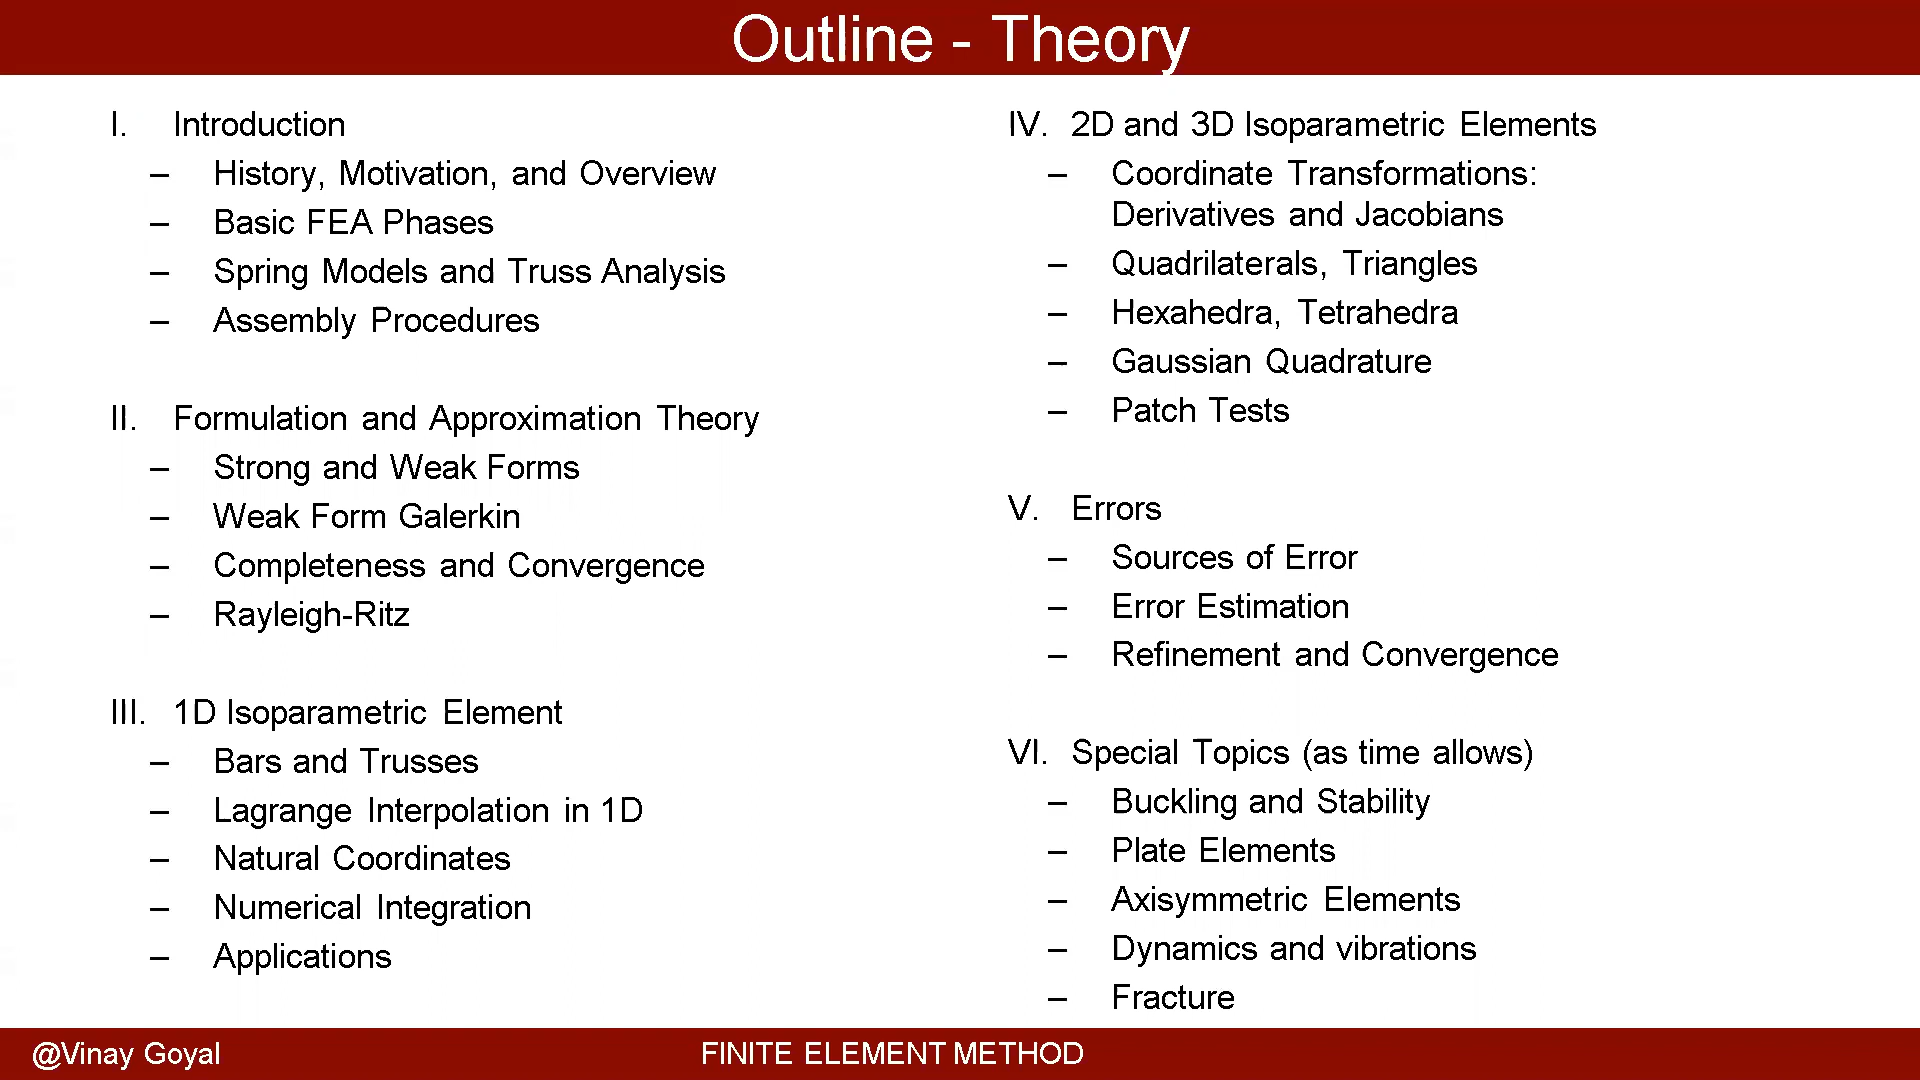 Outline - Theory
I. Introduction
– History, Motivation, and Overview
– Basic FEA Phases
– Spring Models and Truss Analysis
– Assembly Procedures
II. Formulation and Approximation Theory
– Strong and Weak Forms
– Weak Form Galerkin
– Completeness and Convergence
– Rayleigh-Ritz
III. 1D Isoparametric Element
– Bars and Trusses
– Lagrange Interpolation in 1D
– Natural Coordinates
– Numerical Integration
– Applications
IV. 2D and 3D Isoparametric Elements
– Coordinate Transformations:
Derivatives and Jacobians
– Quadrilaterals, Triangles
– Hexahedra, Tetrahedra
– Gaussian Quadrature
– Patch Tests
V. Errors
– Sources of Error
– Error Estimation
– Refinement and Convergence
VI. Special Topics (as time allows)
– Buckling and Stability
– Plate Elements
– Axisymmetric Elements
– Dynamics and vibrations
– Fracture
@Vinay Goyal
FINITE ELEMENT METHOD